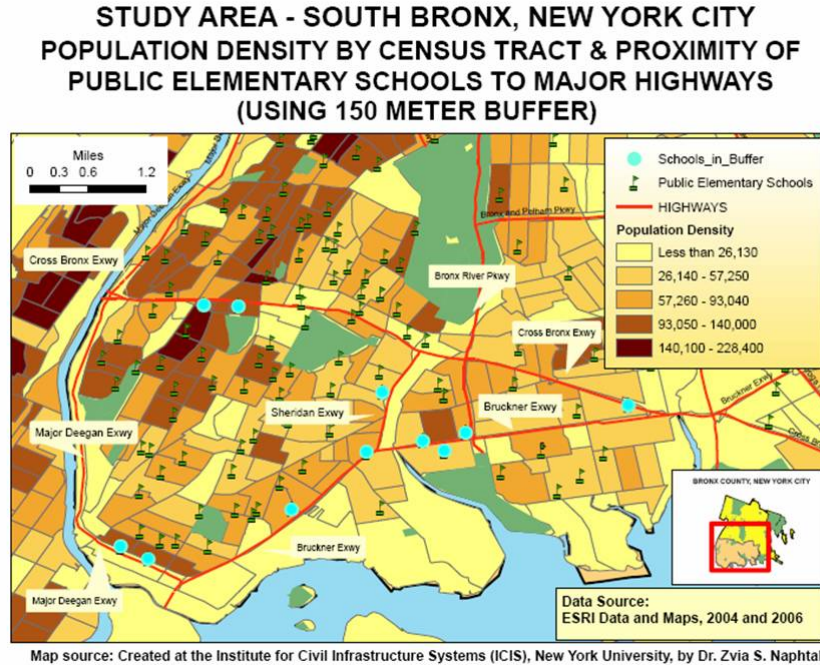 STUDY AREA - SOUTH BRONX, NEW YORK CITY
POPULATION DENSITY BY CENSUS TRACT & PROXIMITY OF
PUBLIC ELEMENTARY SCHOOLS TO MAJOR HIGHWAYS
(USING 150 METER BUFFER)
Miles
0 0.3 0.6 1.2
Schools_in_Buffer
Public Elementary Schools
HIGHWAYS
Population Density
Less than 26,130
26,140 - 57,250
57,260 - 93,040
93,050 - 140,000
140,100 - 228,400
Major Deegan Exwy
Bronx and Pelham Pkwy
Cross Bronx Exwy
Bronx River Pkwy
Cross Bronx Exwy
Bruckner Exwy
Sheridan Exwy
Bruckner Exwy
Major Deegan Exwy
Bruckner Exwy
Major Deegan Exwy
BRONX COUNTY, NEW YORK CITY
Data Source:
ESRI Data and Maps, 2004 and 2006
Map source: Created at the Institute for Civil Infrastructure Systems (ICIS), New York University, by Dr. Zvia S. Naphtal